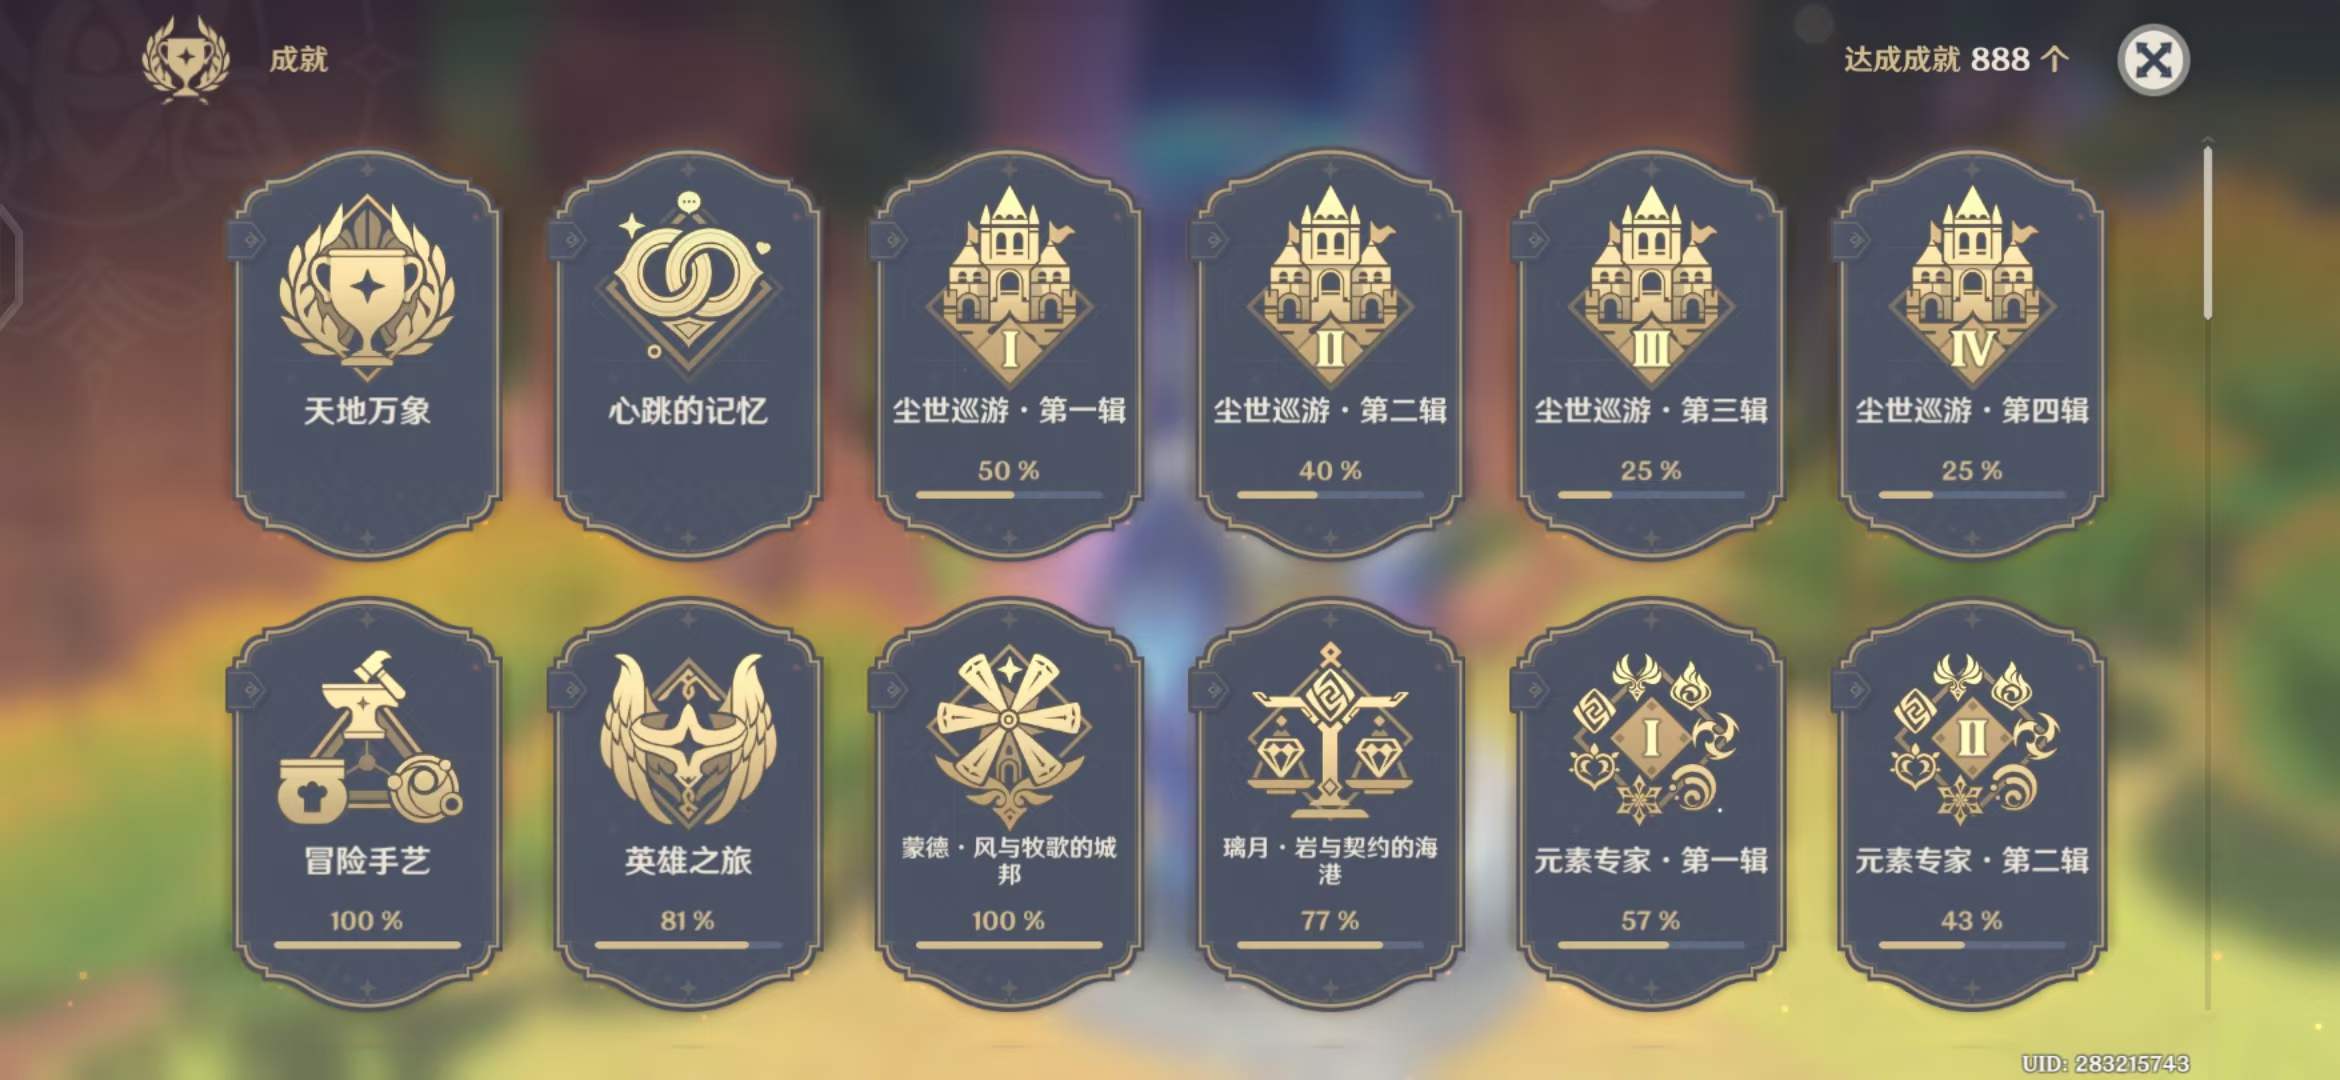 成就
达成成就 888 个
天地万象
心跳的记忆
尘世巡游·第一辑
50 %
尘世巡游·第二辑
40 %
尘世巡游·第三辑
25 %
尘世巡游·第四辑
25 %
I
II
III
IV
冒险手艺
100 %
英雄之旅
81 %
蒙德·风与牧歌的城
邦
100 %
璃月·岩与契约的海
港
77 %
元素专家·第一辑
57 %
元素专家·第二辑
43 %
I
II
UID: 283215743